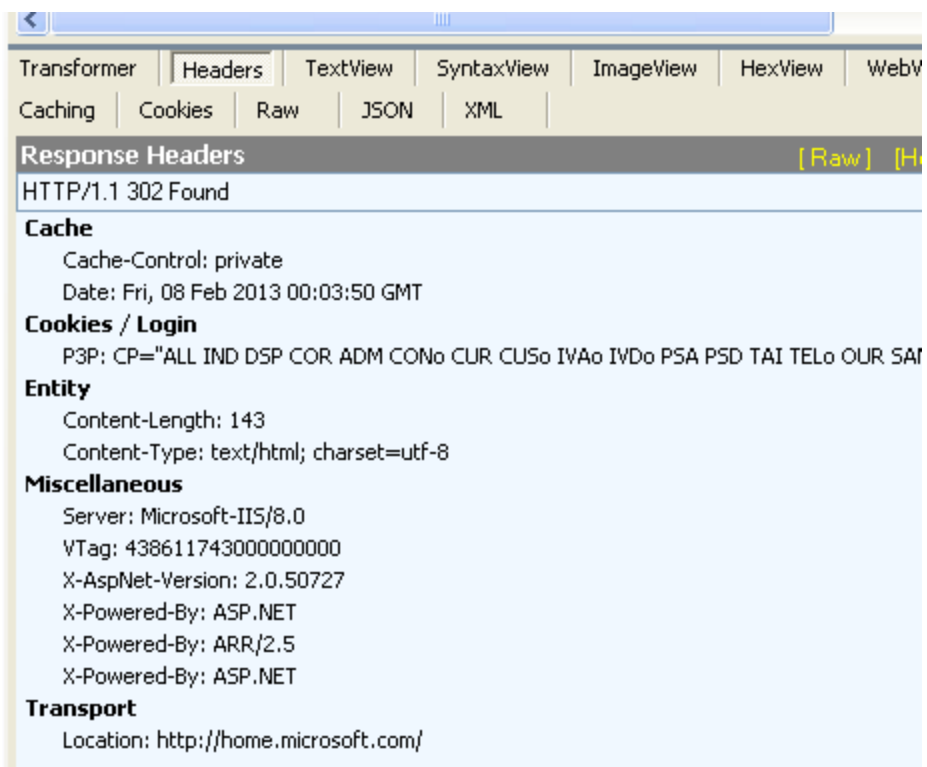 Transformer Headers TextView SyntaxView ImageView HexView
Caching Cookies Raw JSON XML
Response Headers [ Raw ]
HTTP/1.1 302 Found
Cache
Cache-Control: private
Date: Fri, 08 Feb 2013 00:03:50 GMT
Cookies / Login
P3P: CP="ALL IND DSP COR ADM CONo CUR CUSo IVAo IVDo PSA PSD TAI TELo OUR
Entity
Content-Length: 143
Content-Type: text/html; charset=utf-8
Miscellaneous
Server: Microsoft-IIS/8.0
VTag: 438611743000000000
X-AspNet-Version: 2.0.50727
X-Powered-By: ASP.NET
X-Powered-By: ARR/2.5
X-Powered-By: ASP.NET
Transport
Location: http://home.microsoft.com/